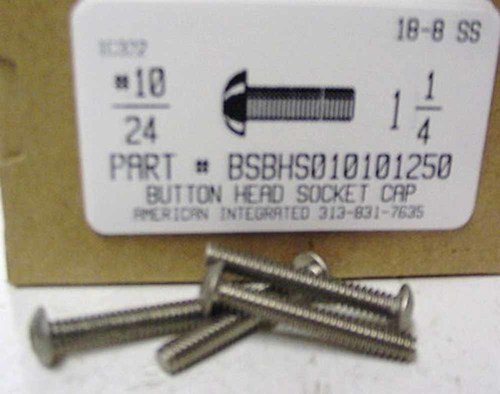 18-8 SS
#10
24
1 1/4
PART # BSBHS010101250
BUTTON HEAD SOCKET CAP
AMERICAN INTEGRATED 313-831-7635